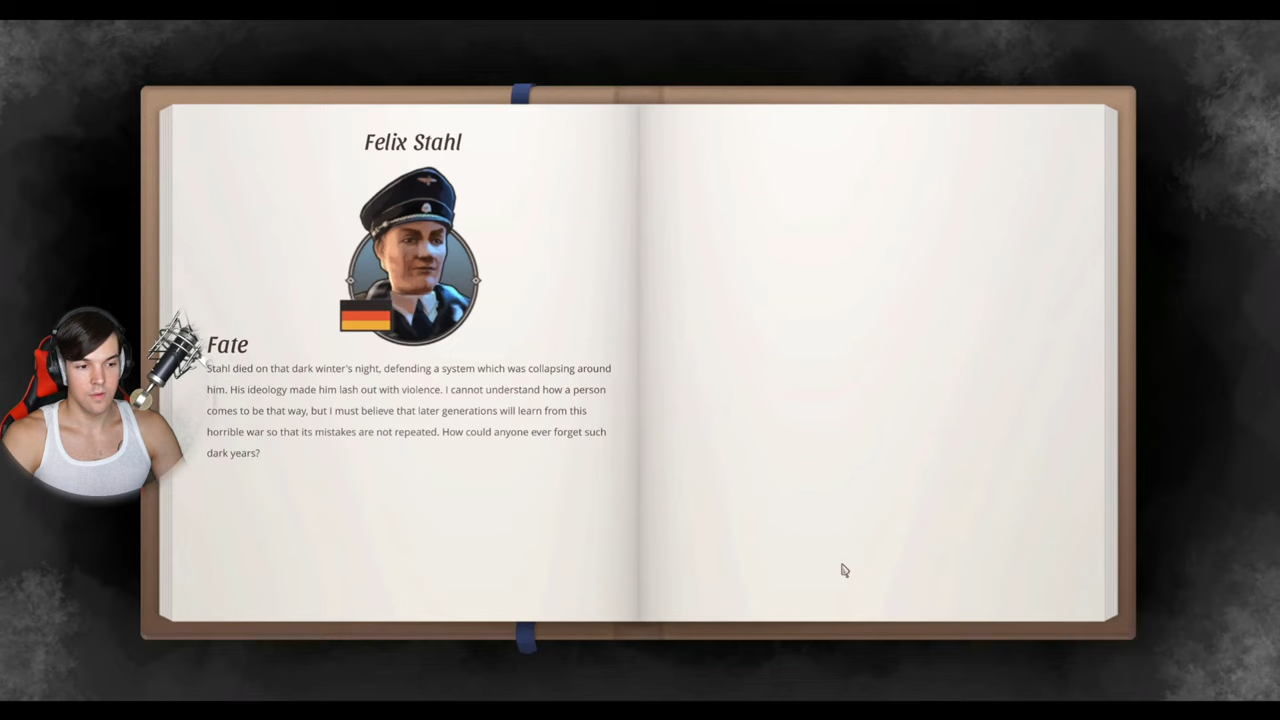 Felix Stahl
Fate
Stahl died on that dark winter's night, defending a system which was collapsing around
him. His ideology made him lash out with violence. I cannot understand how a person
comes to be that way, but I must believe that later generations will learn from this
horrible war so that its mistakes are not repeated. How could anyone ever forget such
dark years?